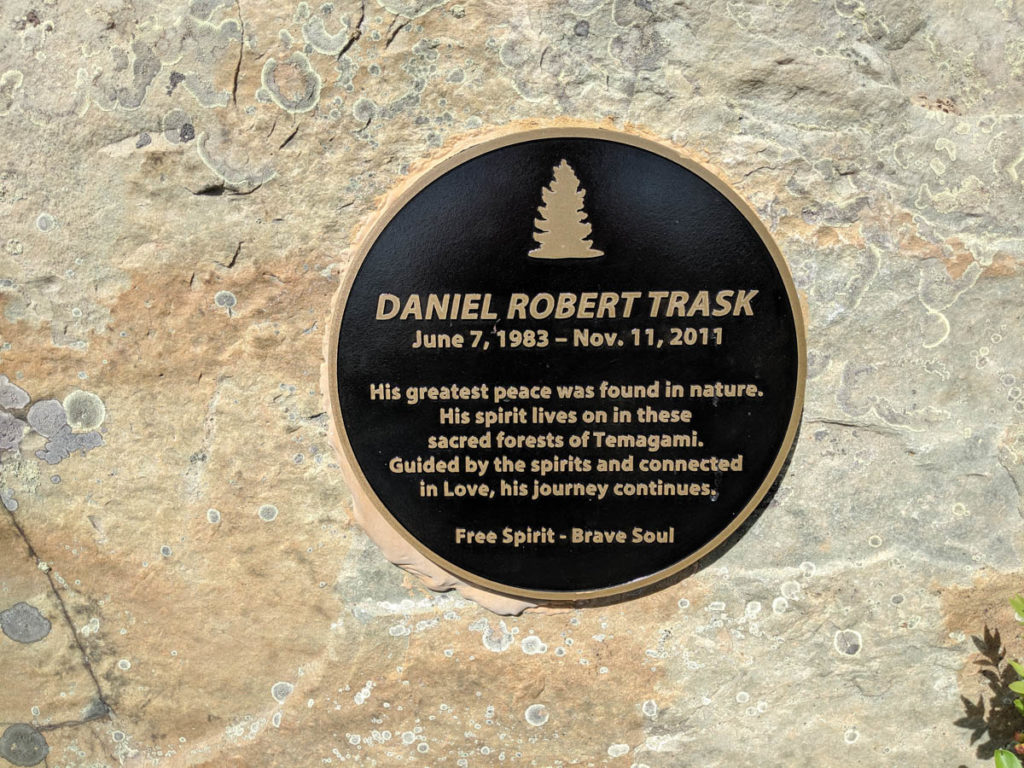 DANIEL ROBERT TRASK
June 7, 1983 – Nov. 11, 2011
His greatest peace was found in nature.
His spirit lives on in these
sacred forests of Temagami.
Guided by the spirits and connected
in Love, his journey continues.
Free Spirit - Brave Soul